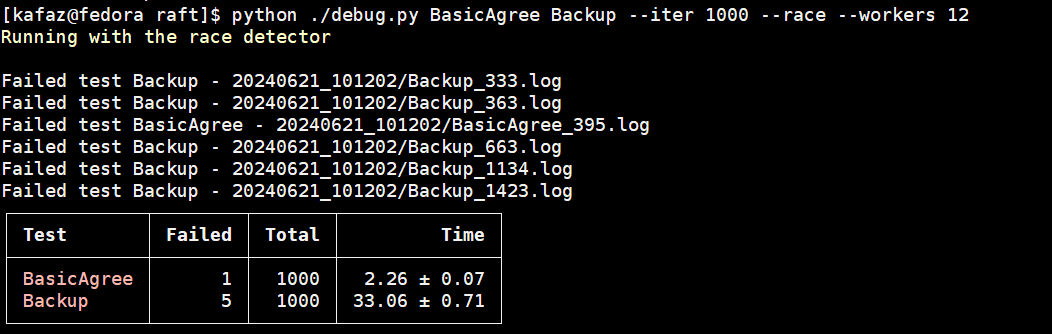 [kafaz@fedora raft]$ python ./debug.py BasicAgree Backup --iter 1000 --race --workers 12
Running with the race detector
Failed test Backup - 20240621_101202/Backup_333.log
Failed test Backup - 20240621_101202/Backup_363.log
Failed test BasicAgree - 20240621_101202/BasicAgree_395.log
Failed test Backup - 20240621_101202/Backup_663.log
Failed test Backup - 20240621_101202/Backup_1134.log
Failed test Backup - 20240621_101202/Backup_1423.log
Test Failed Total Time
BasicAgree 1 1000 2.26 ± 0.07
Backup 5 1000 33.06 ± 0.71